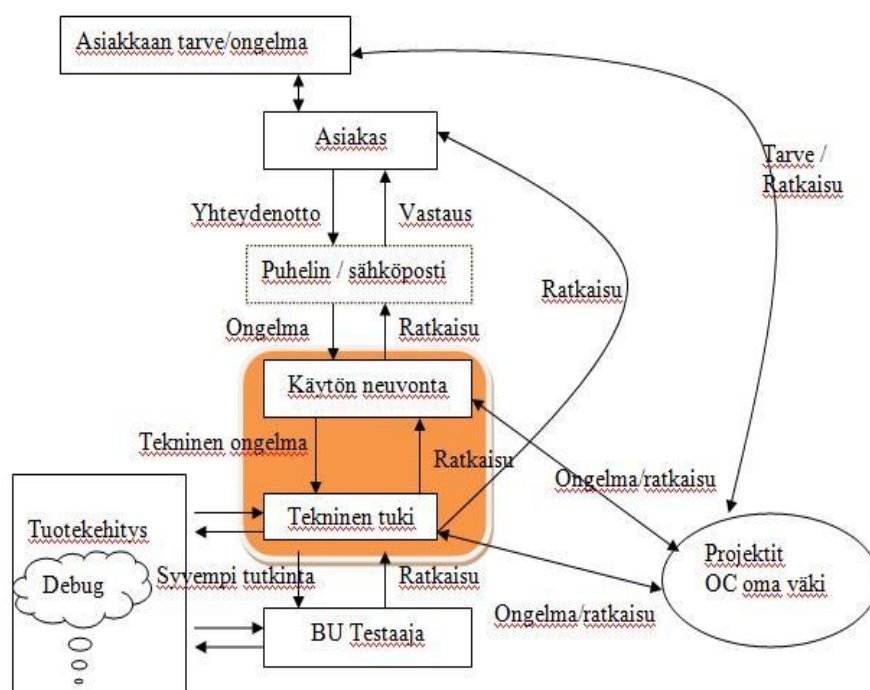 Asiakkaan tarve/ongelma
Asiakas
Tarve /
Ratkaisu
Yhteydenotto
Vastaus
Puhelin / sähköposti
Ratkaisu
Ongelma
Ratkaisu
Käytön neuvonta
Tekninen ongelma
Ratkaisu
Ongelma/ratkaisu
Tekninen tuki
Tuotekehitys
Projektit
OC oma väki
Debug
Syvempi tutkinta
Ratkaisu
Ongelma/ratkaisu
BU Testaaja